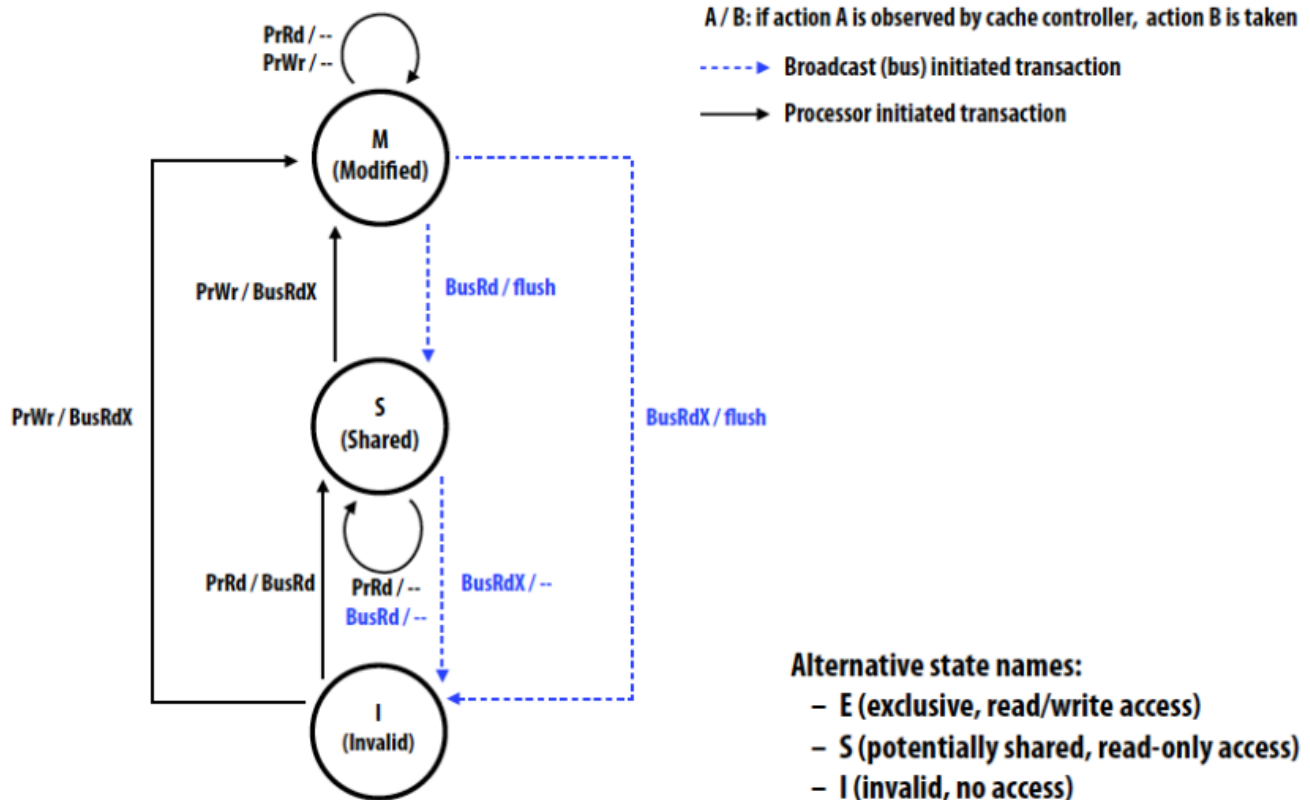 A / B: if action A is observed by cache controller, action B is taken
Broadcast (bus) initiated transaction
Processor initiated transaction
PrRd / --
PrWr / --
M
(Modified)
PrWr / BusRdX
BusRd / flush
S
(Shared)
PrWr / BusRdX
BusRdX / flush
PrRd / BusRd
PrRd / --
BusRd / --
BusRdX / --
I
(Invalid)
Alternative state names:
– E (exclusive, read/write access)
– S (potentially shared, read-only access)
– I (invalid, no access)